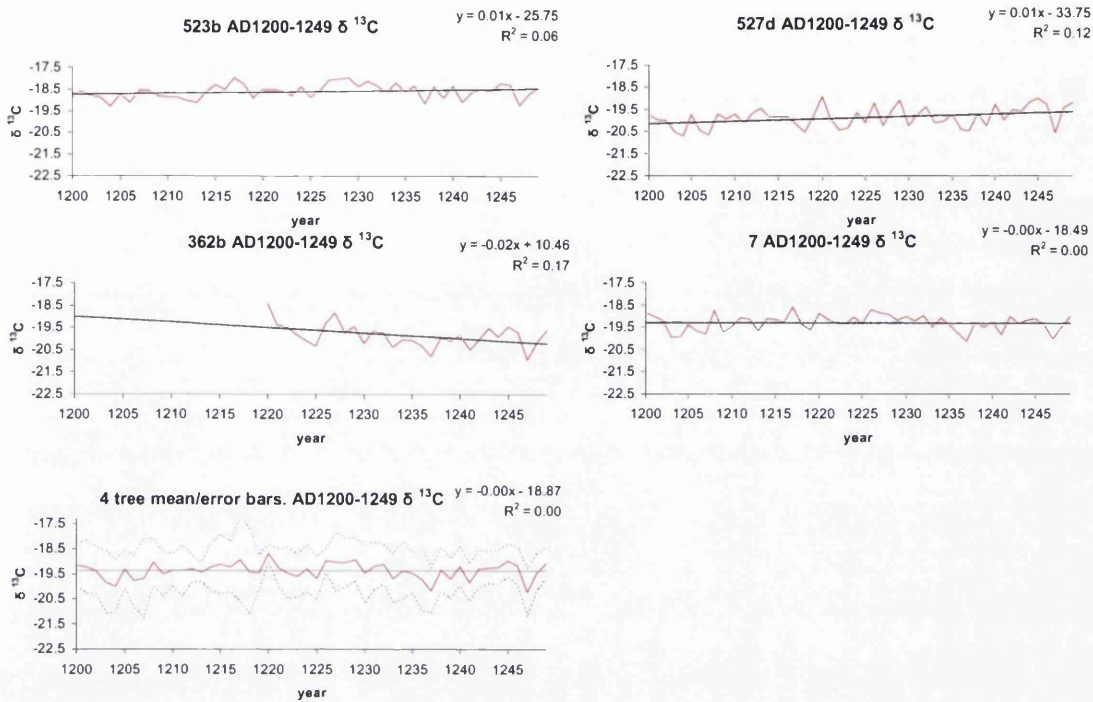 523b AD1200-1249 δ 13C
y = 0.01x - 25.75
R2 = 0.06
-17.5
-18.5
-19.5
-20.5
-21.5
-22.5
δ 13C
1200 1205 1210 1215 1220 1225 1230 1235 1240 1245
year
527d AD1200-1249 δ 13C
y = 0.01x - 33.75
R2 = 0.12
-17.5
-18.5
-19.5
-20.5
-21.5
-22.5
δ 13C
1200 1205 1210 1215 1220 1225 1230 1235 1240 1245
year
362b AD1200-1249 δ 13C
y = -0.02x + 10.46
R2 = 0.17
-17.5
-18.5
-19.5
-20.5
-21.5
-22.5
δ 13C
1200 1205 1210 1215 1220 1225 1230 1235 1240 1245
year
7 AD1200-1249 δ 13C
y = -0.00x - 18.49
R2 = 0.00
-17.5
-18.5
-19.5
-20.5
-21.5
-22.5
δ 13C
1200 1205 1210 1215 1220 1225 1230 1235 1240 1245
year
4 tree mean/error bars. AD1200-1249 δ 13C
y = -0.00x - 18.87
R2 = 0.00
-17.5
-18.5
-19.5
-20.5
-21.5
-22.5
δ 13C
1200 1205 1210 1215 1220 1225 1230 1235 1240 1245
year